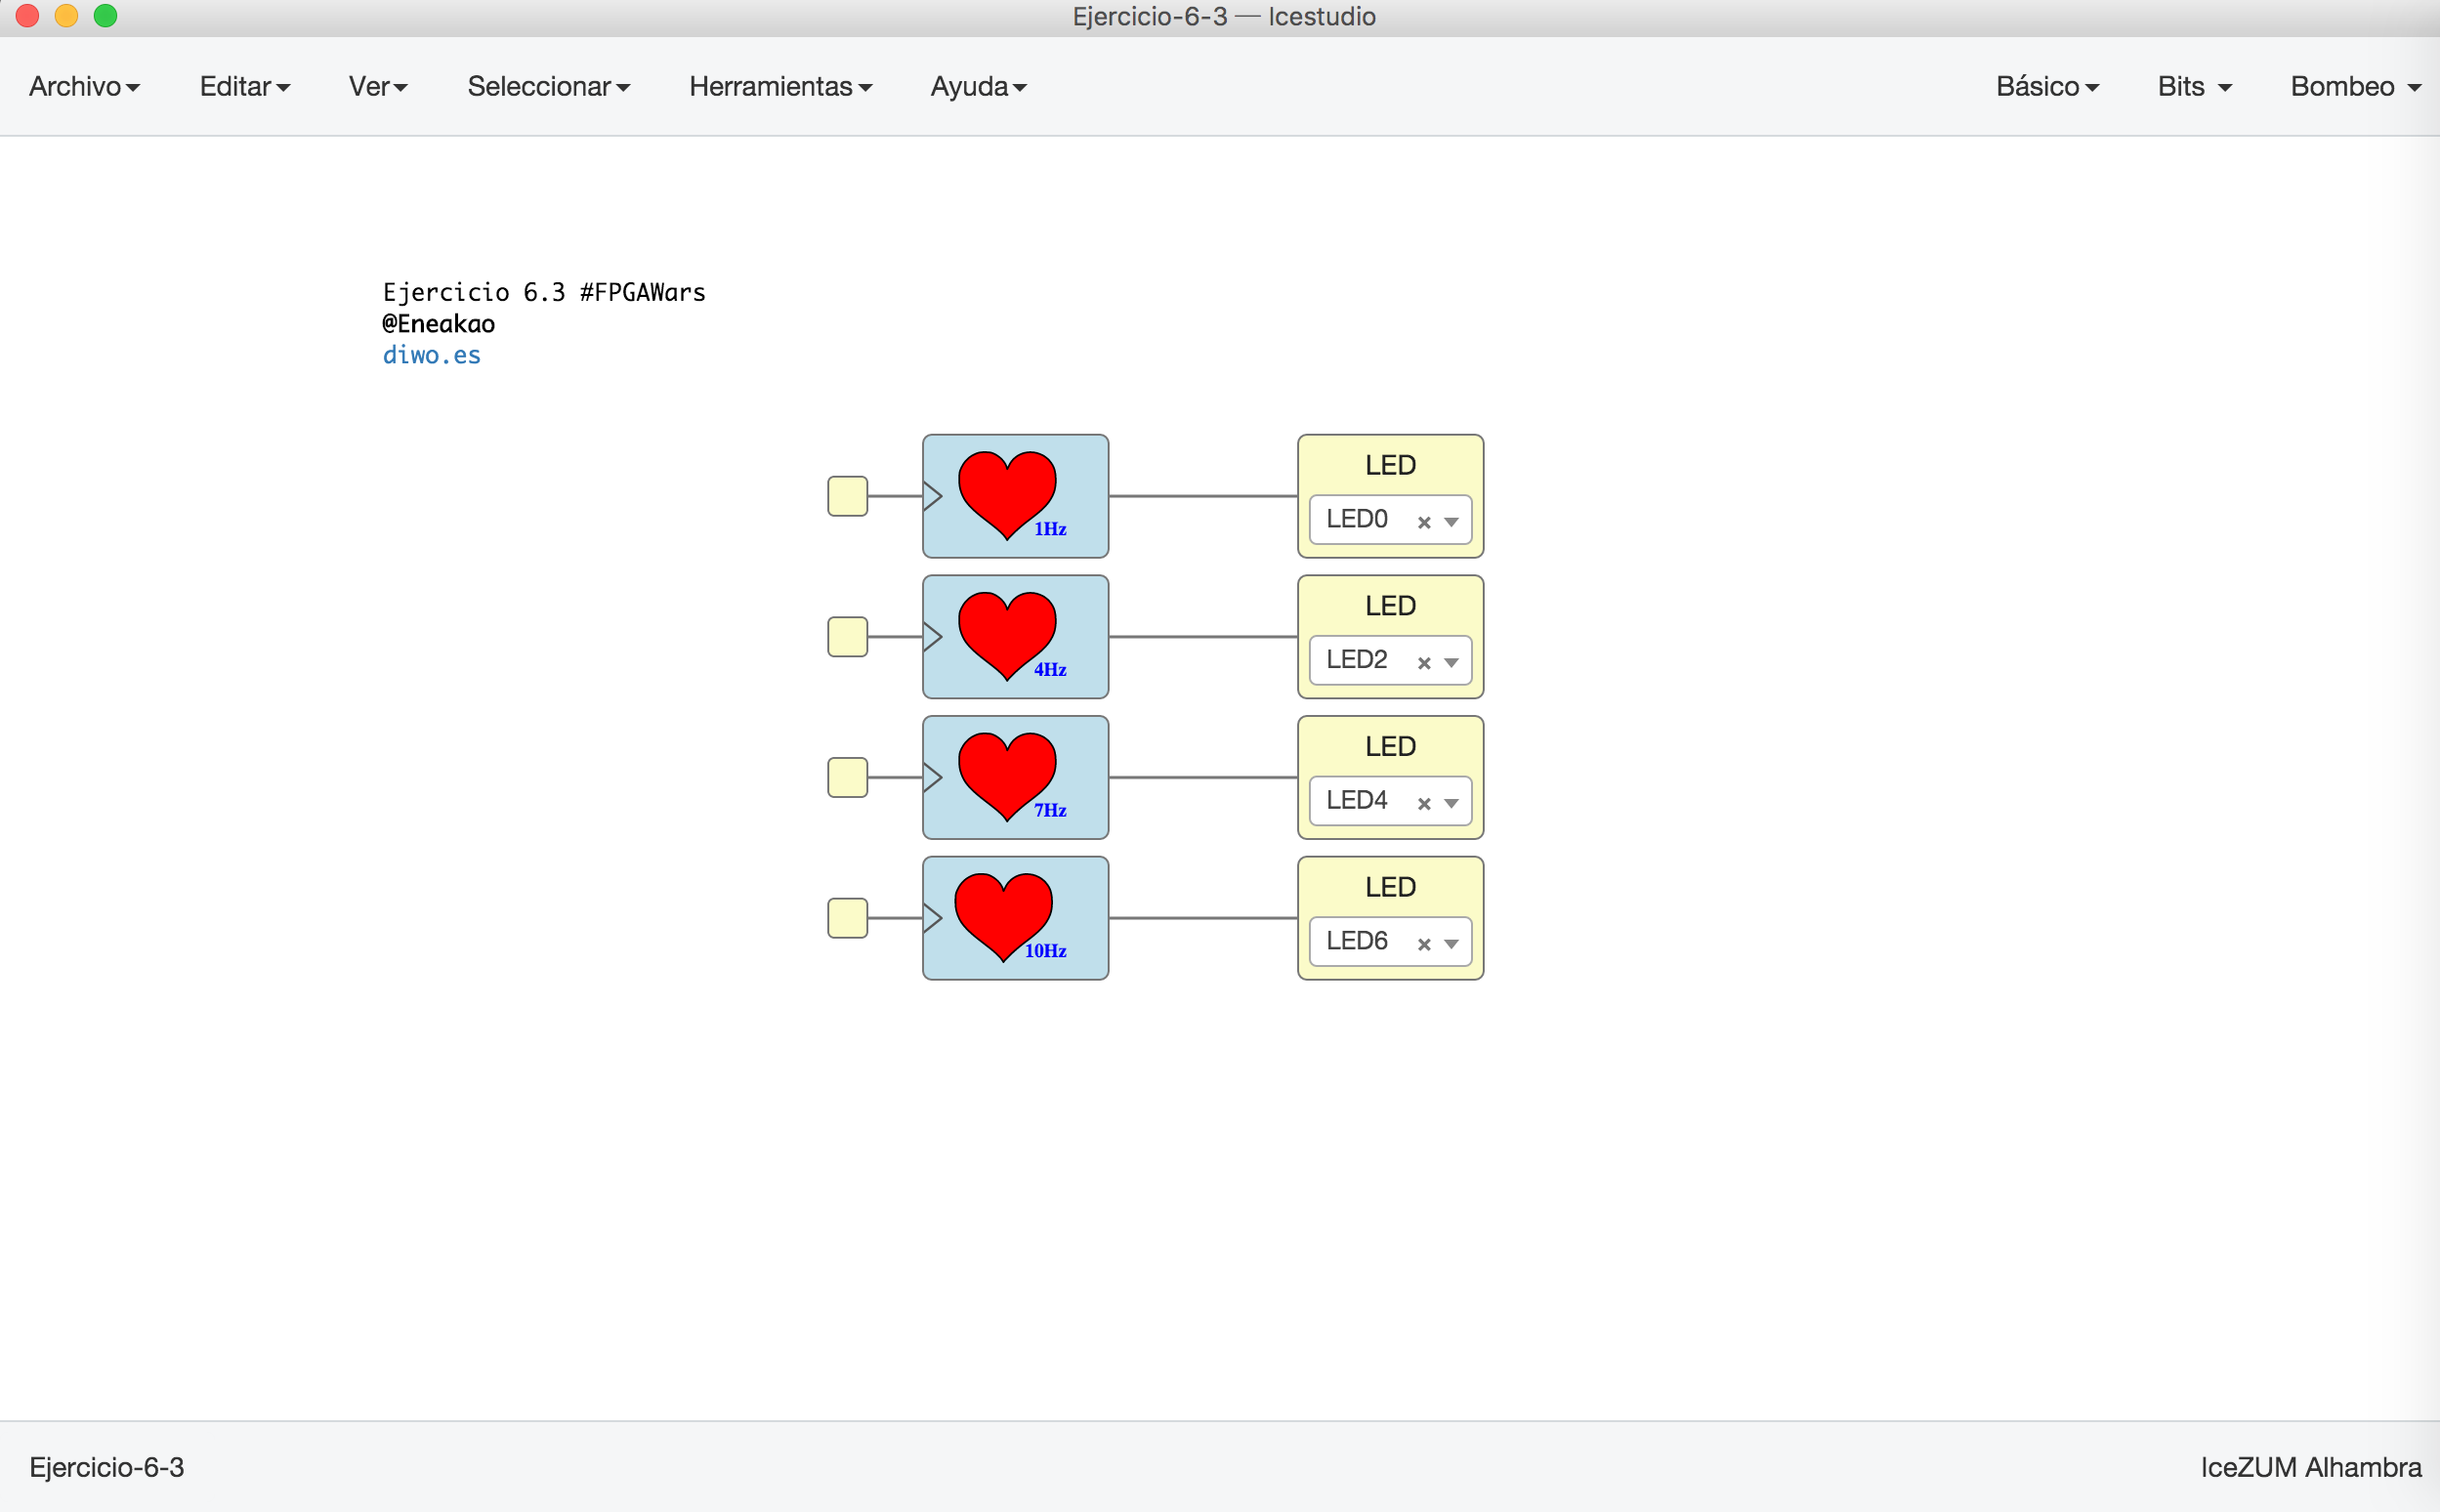 Ejercicio-6-3 — Icestudio
Archivo Editar Ver Seleccionar Herramientas Ayuda Básico Bits Bombeo
Ejercicio 6.3 #FPGAWars
@Eneakao
diwo.es
LED
LED0
1Hz
LED
LED2
4Hz
LED
LED4
7Hz
LED
LED6
10Hz
Ejercicio-6-3 IceZUM Alhambra